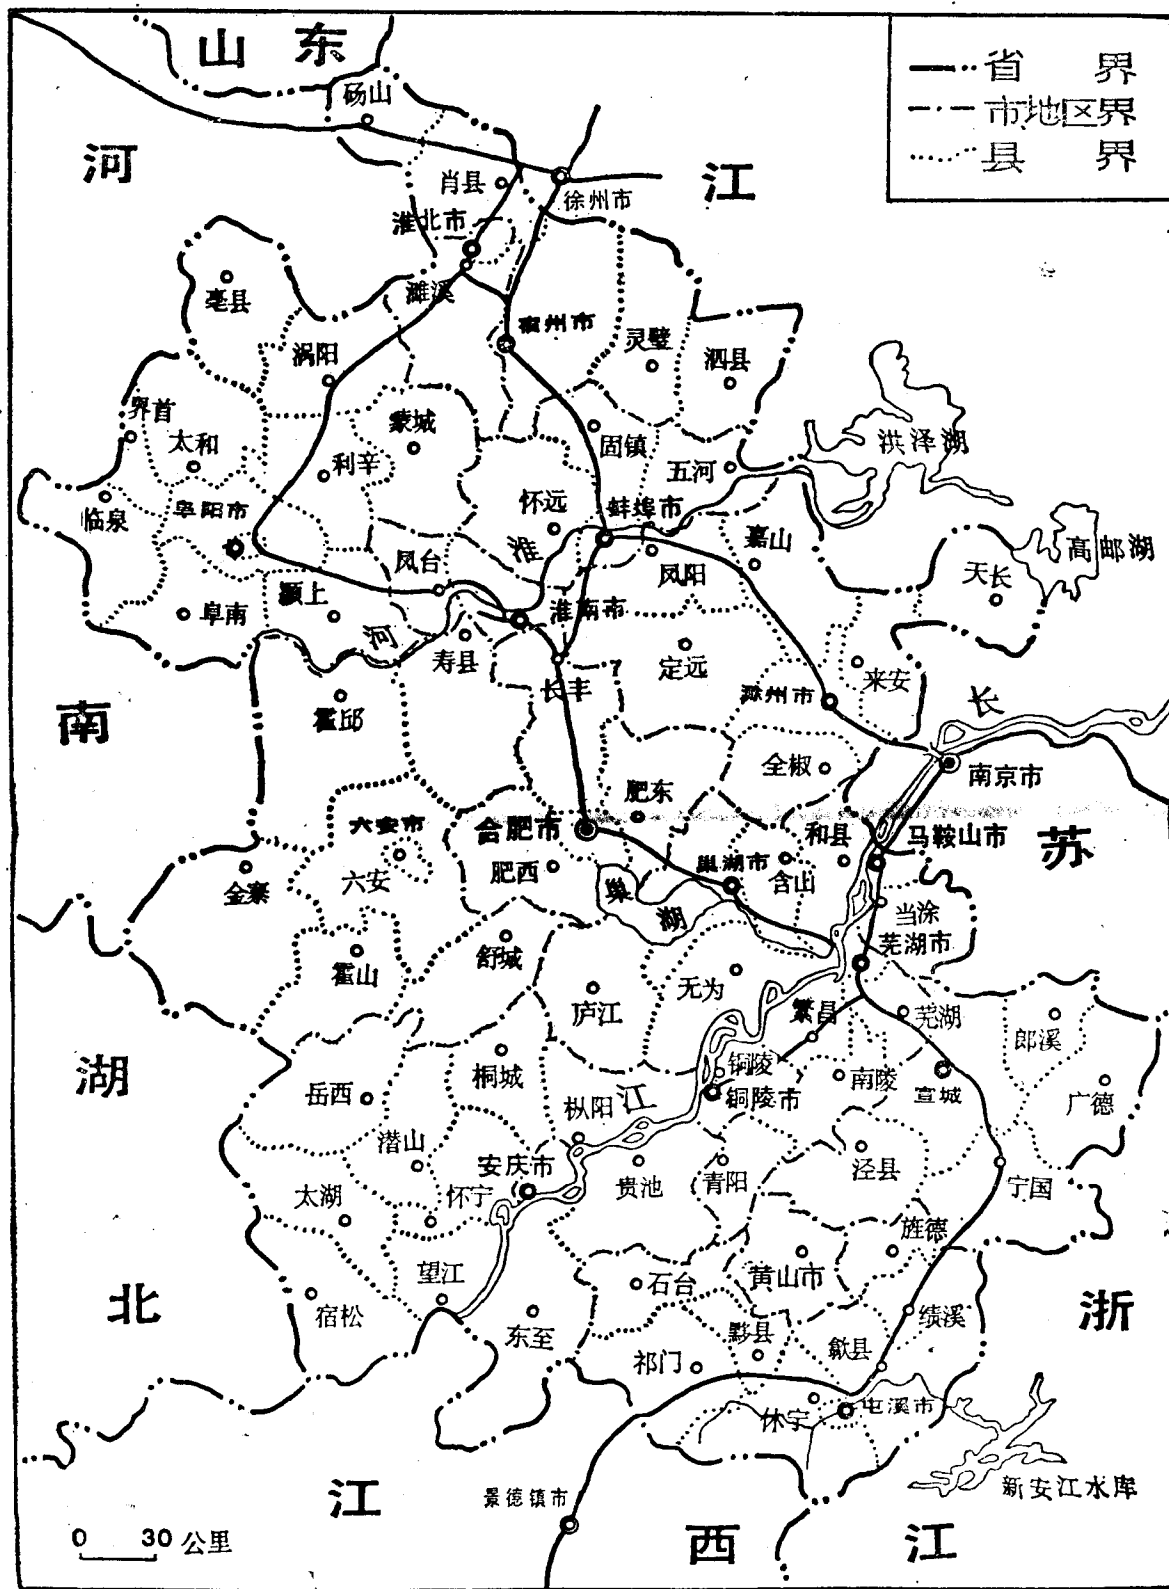 山东
省界
市地区界
县界
砀山
河
江
肖县
徐州市
淮北市
濉溪
亳县
宿州市
涡阳
灵璧
泗县
界首
蒙城
太和
固镇
洪泽湖
利辛
五河
临泉
怀远
蚌埠市
阜阳市
淮
嘉山
高邮湖
凤台
凤阳
天长
阜南
颍上
淮南市
河
寿县
定远
来安
长丰
滁州市
长
南
霍邱
全椒
南京市
肥东
六安市
合肥市
和县
马鞍山市
苏
肥西
巢湖市
含山
金寨
六安
巢
湖
当涂
舒城
芜湖市
霍山
无为
庐江
繁昌
芜湖
郎溪
湖
桐城
铜陵
南陵
岳西
江
铜陵市
宣城
广德
枞阳
潜山
安庆市
泾县
太湖
怀宁
贵池
青阳
宁国
旌德
望江
石台
黄山市
北
宿松
浙
东至
黟县
绩溪
祁门
歙县
休宁
屯溪市
新安江水库
江
景德镇市
0 30 公里
西
江